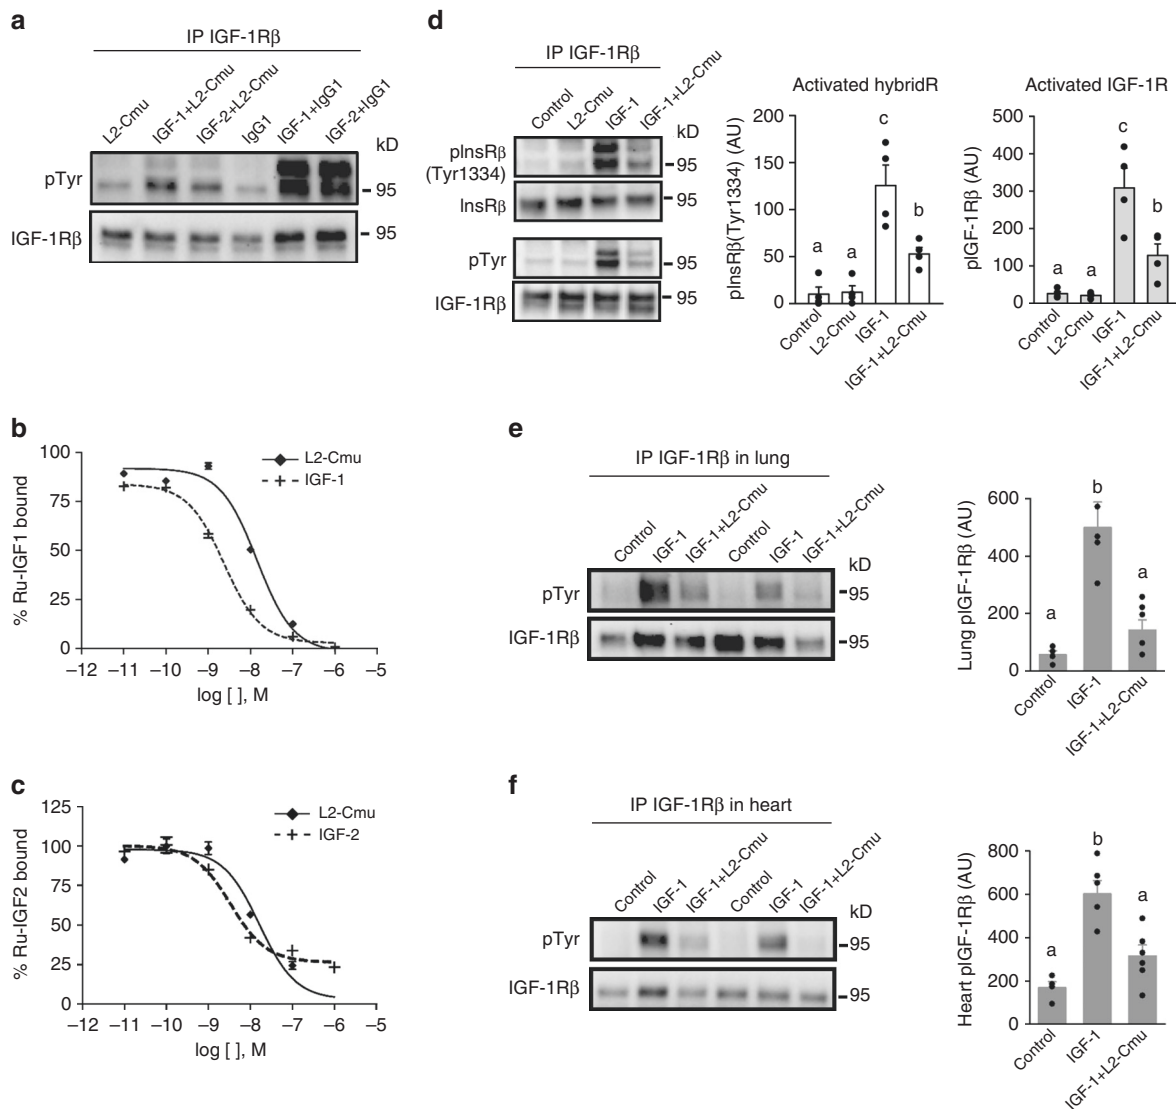 a
IP IGF-1Rβ
L2-Cmu
IGF-1+L2-Cmu
IGF-2+L2-Cmu
IgG1
IGF-1+IgG1
IGF-2+IgG1
kD
pTyr
95
IGF-1Rβ
95
d
IP IGF-1Rβ
Control
L2-Cmu
IGF-1
IGF-1+L2-Cmu
kD
pInsRβ
(Tyr1334)
95
InsRβ
95
pTyr
95
IGF-1Rβ
95
Activated hybridR
pInsRβ(Tyr1334) (AU)
200
150
100
50
0
a
a
c
b
Control
L2-Cmu
IGF-1
IGF-1+L2-Cmu
Activated IGF-1R
pIGF-1Rβ (AU)
500
400
300
200
100
0
a
a
c
b
Control
L2-Cmu
IGF-1
IGF-1+L2-Cmu
b
% Ru-IGF1 bound
100
75
50
25
0
L2-Cmu
IGF-1
–12 –11 –10 –9 –8 –7 –6 –5
log [ ], M
e
IP IGF-1Rβ in lung
Control
IGF-1
IGF-1+L2-Cmu
Control
IGF-1
IGF-1+L2-Cmu
kD
pTyr
95
IGF-1Rβ
95
Lung pIGF-1Rβ (AU)
600
400
200
0
a
b
a
Control
IGF-1
IGF-1+L2-Cmu
c
% Ru-IGF2 bound
125
100
75
50
25
0
L2-Cmu
IGF-2
–12 –11 –10 –9 –8 –7 –6 –5
log [ ], M
f
IP IGF-1Rβ in heart
Control
IGF-1
IGF-1+L2-Cmu
Control
IGF-1
IGF-1+L2-Cmu
kD
pTyr
95
IGF-1Rβ
95
Heart pIGF-1Rβ (AU)
800
600
400
200
0
a
b
a
Control
IGF-1
IGF-1+L2-Cmu